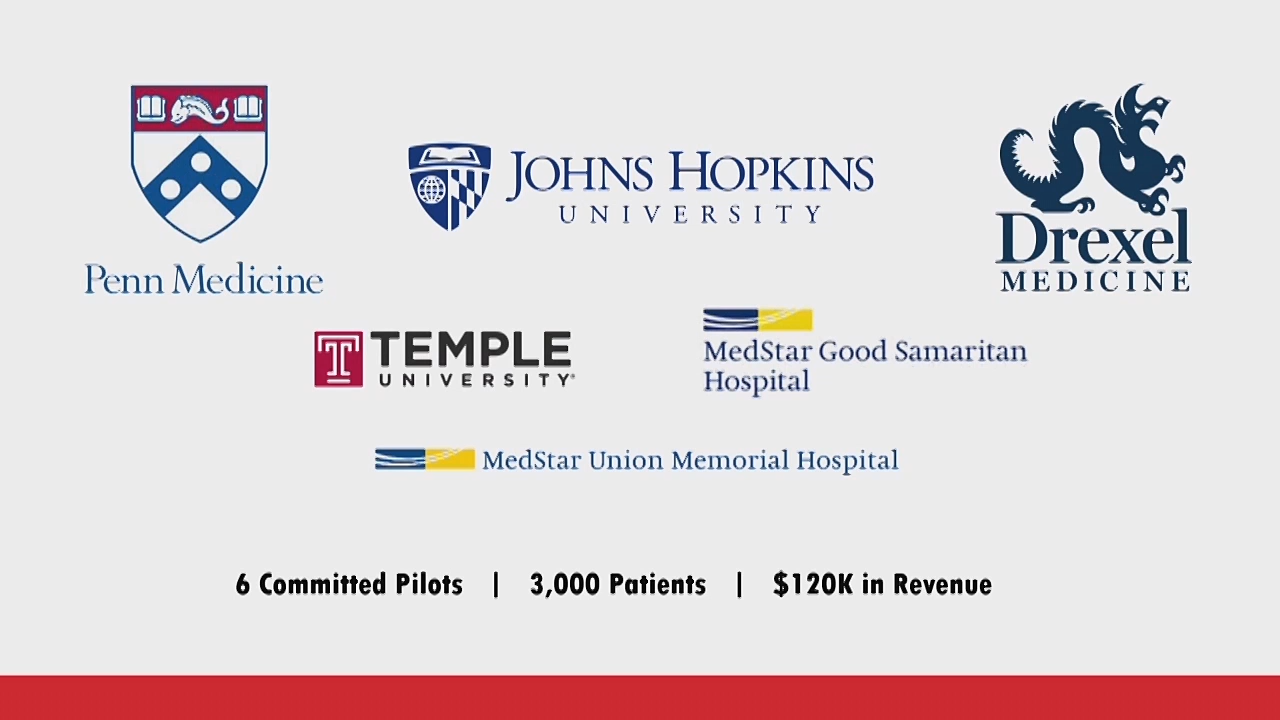 Penn Medicine
JOHNS HOPKINS
UNIVERSITY
Drexel
MEDICINE
T TEMPLE
UNIVERSITY®
MedStar Good Samaritan
Hospital
MedStar Union Memorial Hospital
6 Committed Pilots | 3,000 Patients | $120K in Revenue